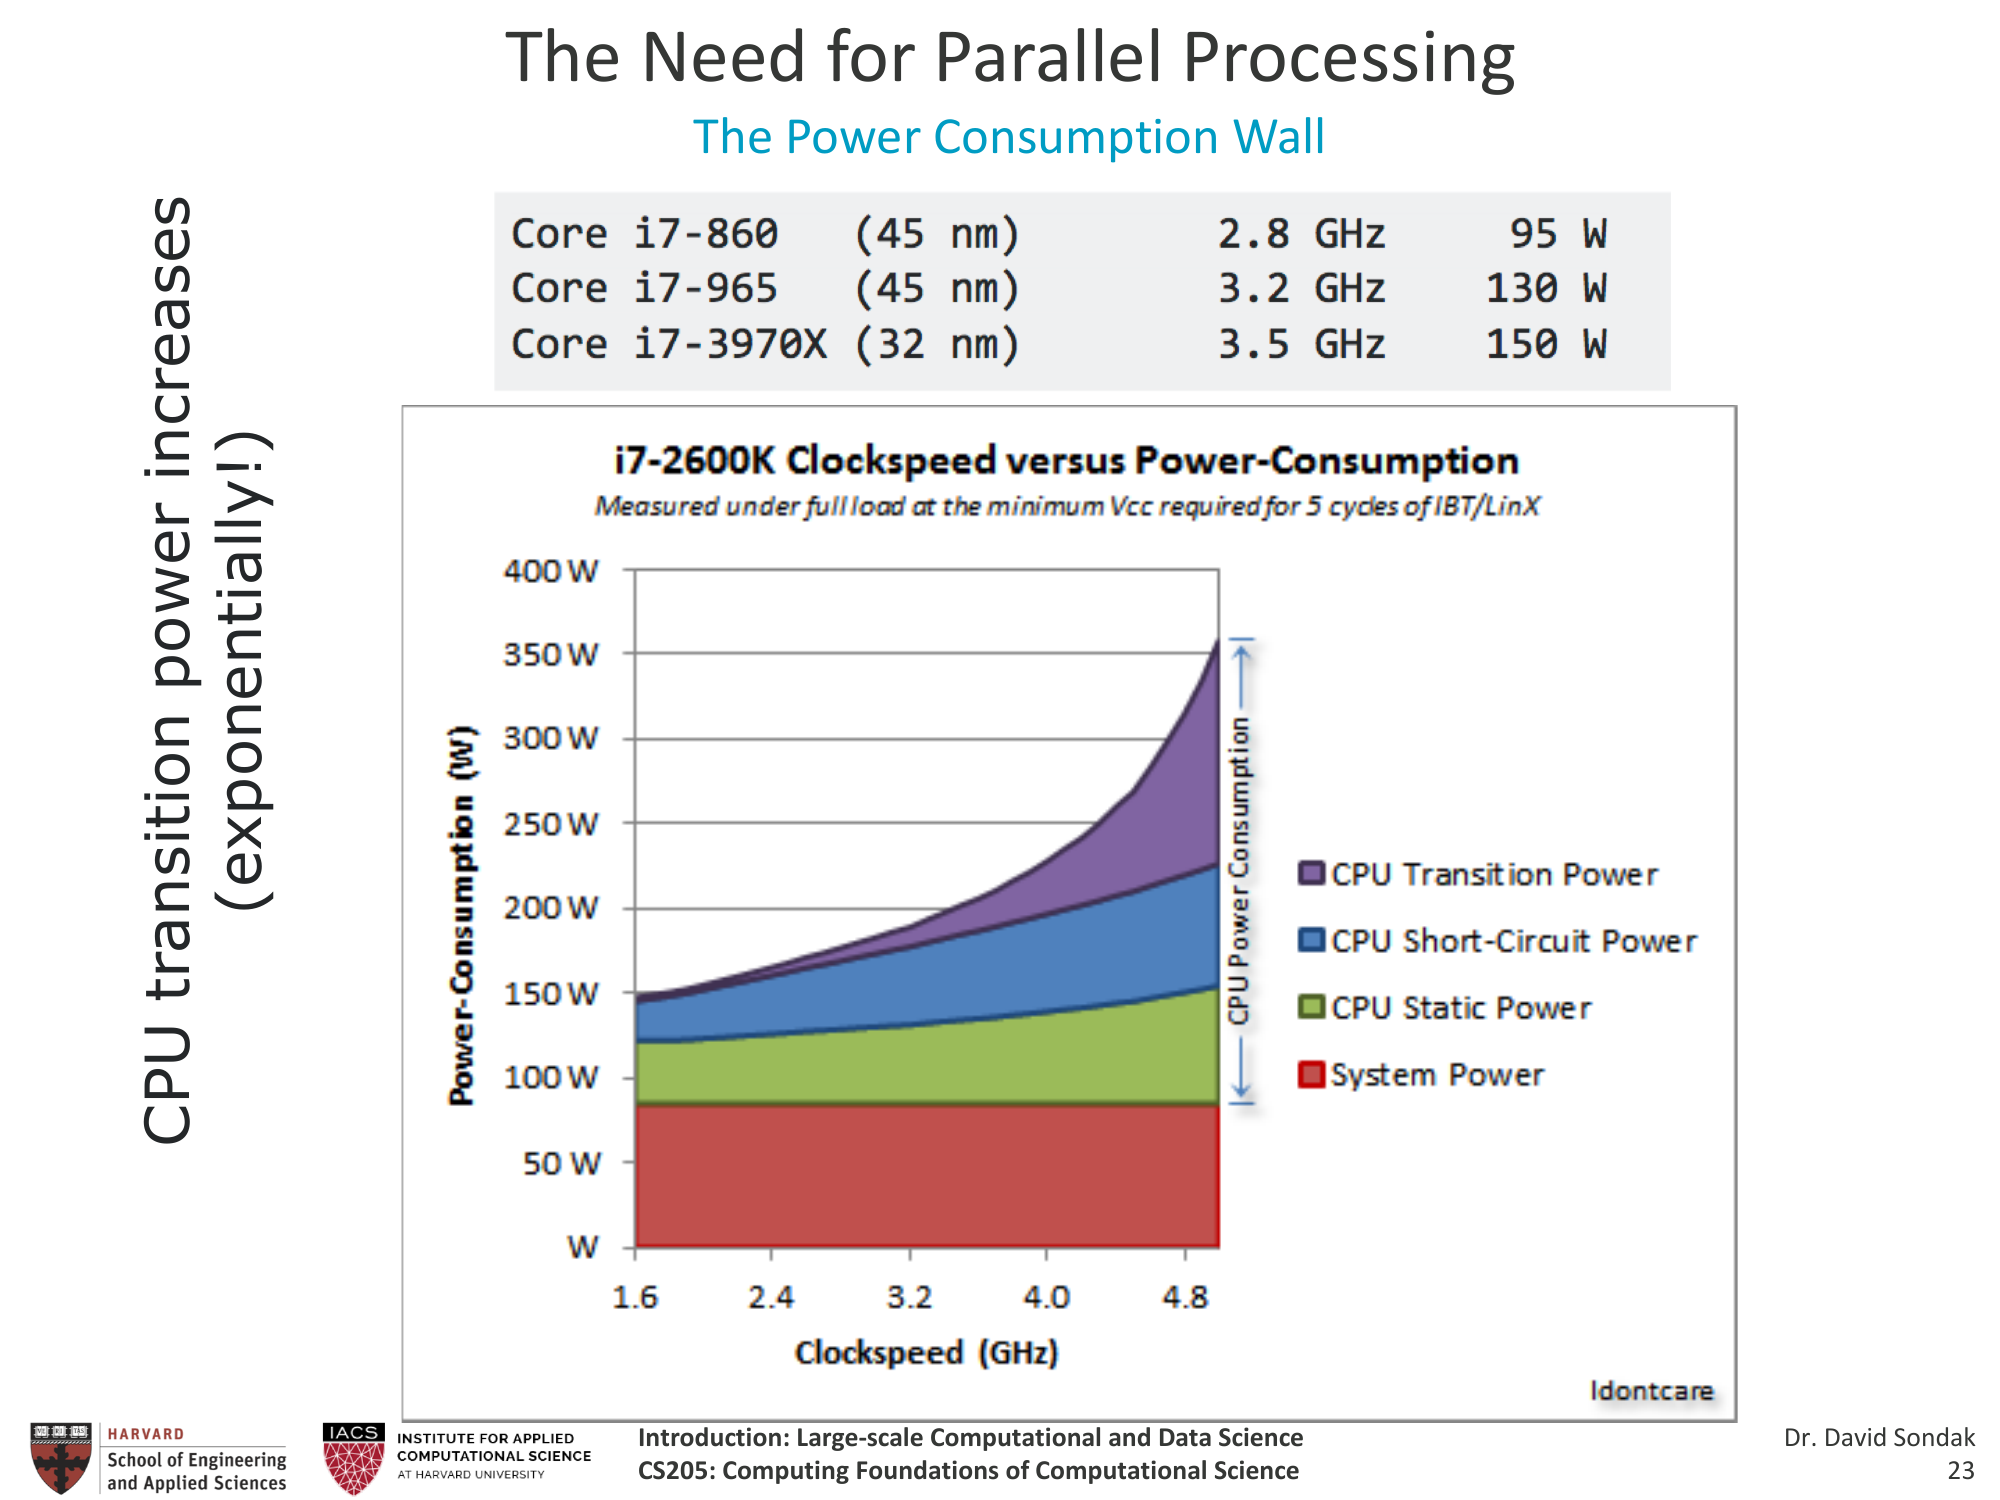 The Need for Parallel Processing
The Power Consumption Wall
CPU transition power increases
(exponentially!)
Core i7-860 (45 nm) 2.8 GHz 95 W
Core i7-965 (45 nm) 3.2 GHz 130 W
Core i7-3970X (32 nm) 3.5 GHz 150 W
i7-2600K Clockspeed versus Power-Consumption
Measured under full load at the minimum Vcc required for 5 cycles of IBT/LinX
Power-Consumption (W)
400 W
350 W
300 W
250 W
200 W
150 W
100 W
50 W
W
1.6 2.4 3.2 4.0 4.8
Clockspeed (GHz)
CPU Power Consumption
CPU Transition Power
CPU Short-Circuit Power
CPU Static Power
System Power
Idontcare
HARVARD
School of Engineering
and Applied Sciences
IACS
INSTITUTE FOR APPLIED
COMPUTATIONAL SCIENCE
AT HARVARD UNIVERSITY
Introduction: Large-scale Computational and Data Science
CS205: Computing Foundations of Computational Science
Dr. David Sondak
23